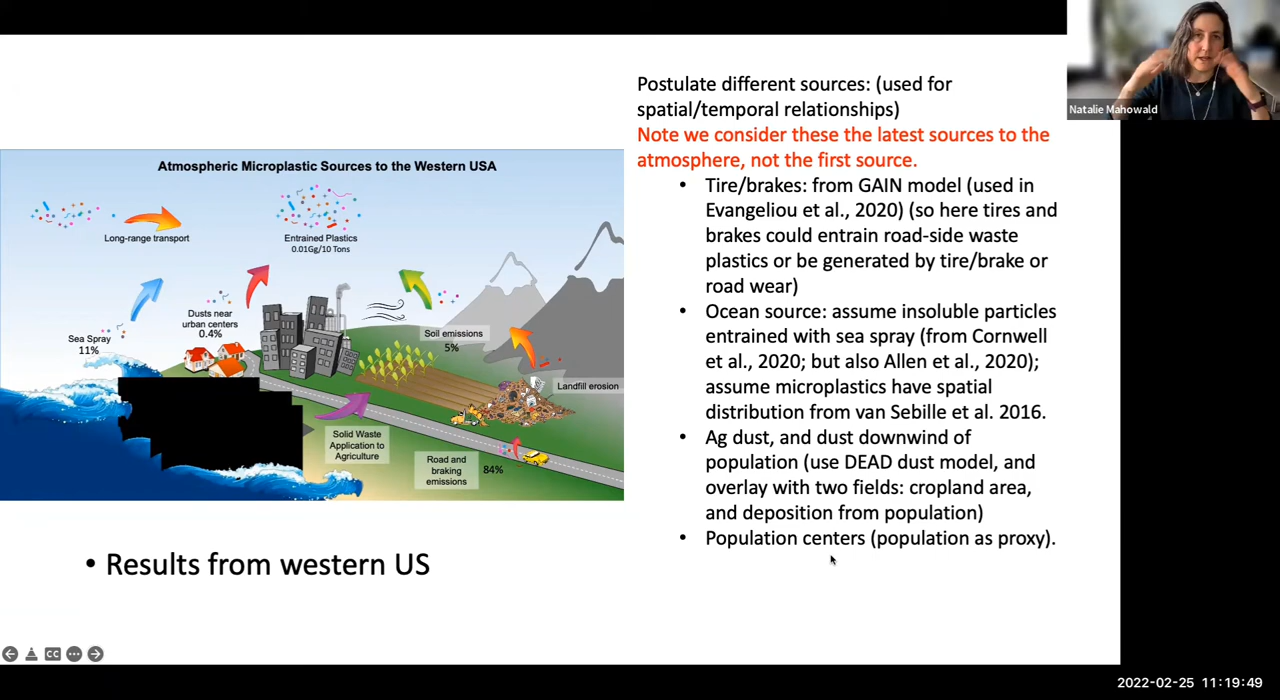 Natalie Mahowald
Postulate different sources: (used for
spatial/temporal relationships)
Note we consider these the latest sources to the
atmosphere, not the first source.
• Tire/brakes: from GAIN model (used in
Evangeliou et al., 2020) (so here tires and
brakes could entrain road-side waste
plastics or be generated by tire/brake or
road wear)
• Ocean source: assume insoluble particles
entrained with sea spray (from Cornwell
et al., 2020; but also Allen et al., 2020);
assume microplastics have spatial
distribution from van Sebille et al. 2016.
• Ag dust, and dust downwind of
population (use DEAD dust model, and
overlay with two fields: cropland area,
and deposition from population)
• Population centers (population as proxy).
Atmospheric Microplastic Sources to the Western USA
Long-range transport
Entrained Plastics
0.01Gg/10 Tons
Dusts near
urban centers
0.4%
Sea Spray
11%
Soil emissions
5%
Landfill erosion
Solid Waste
Application to
Agriculture
Road and
braking
emissions
84%
• Results from western US
CC
2022-02-25 11:19:49